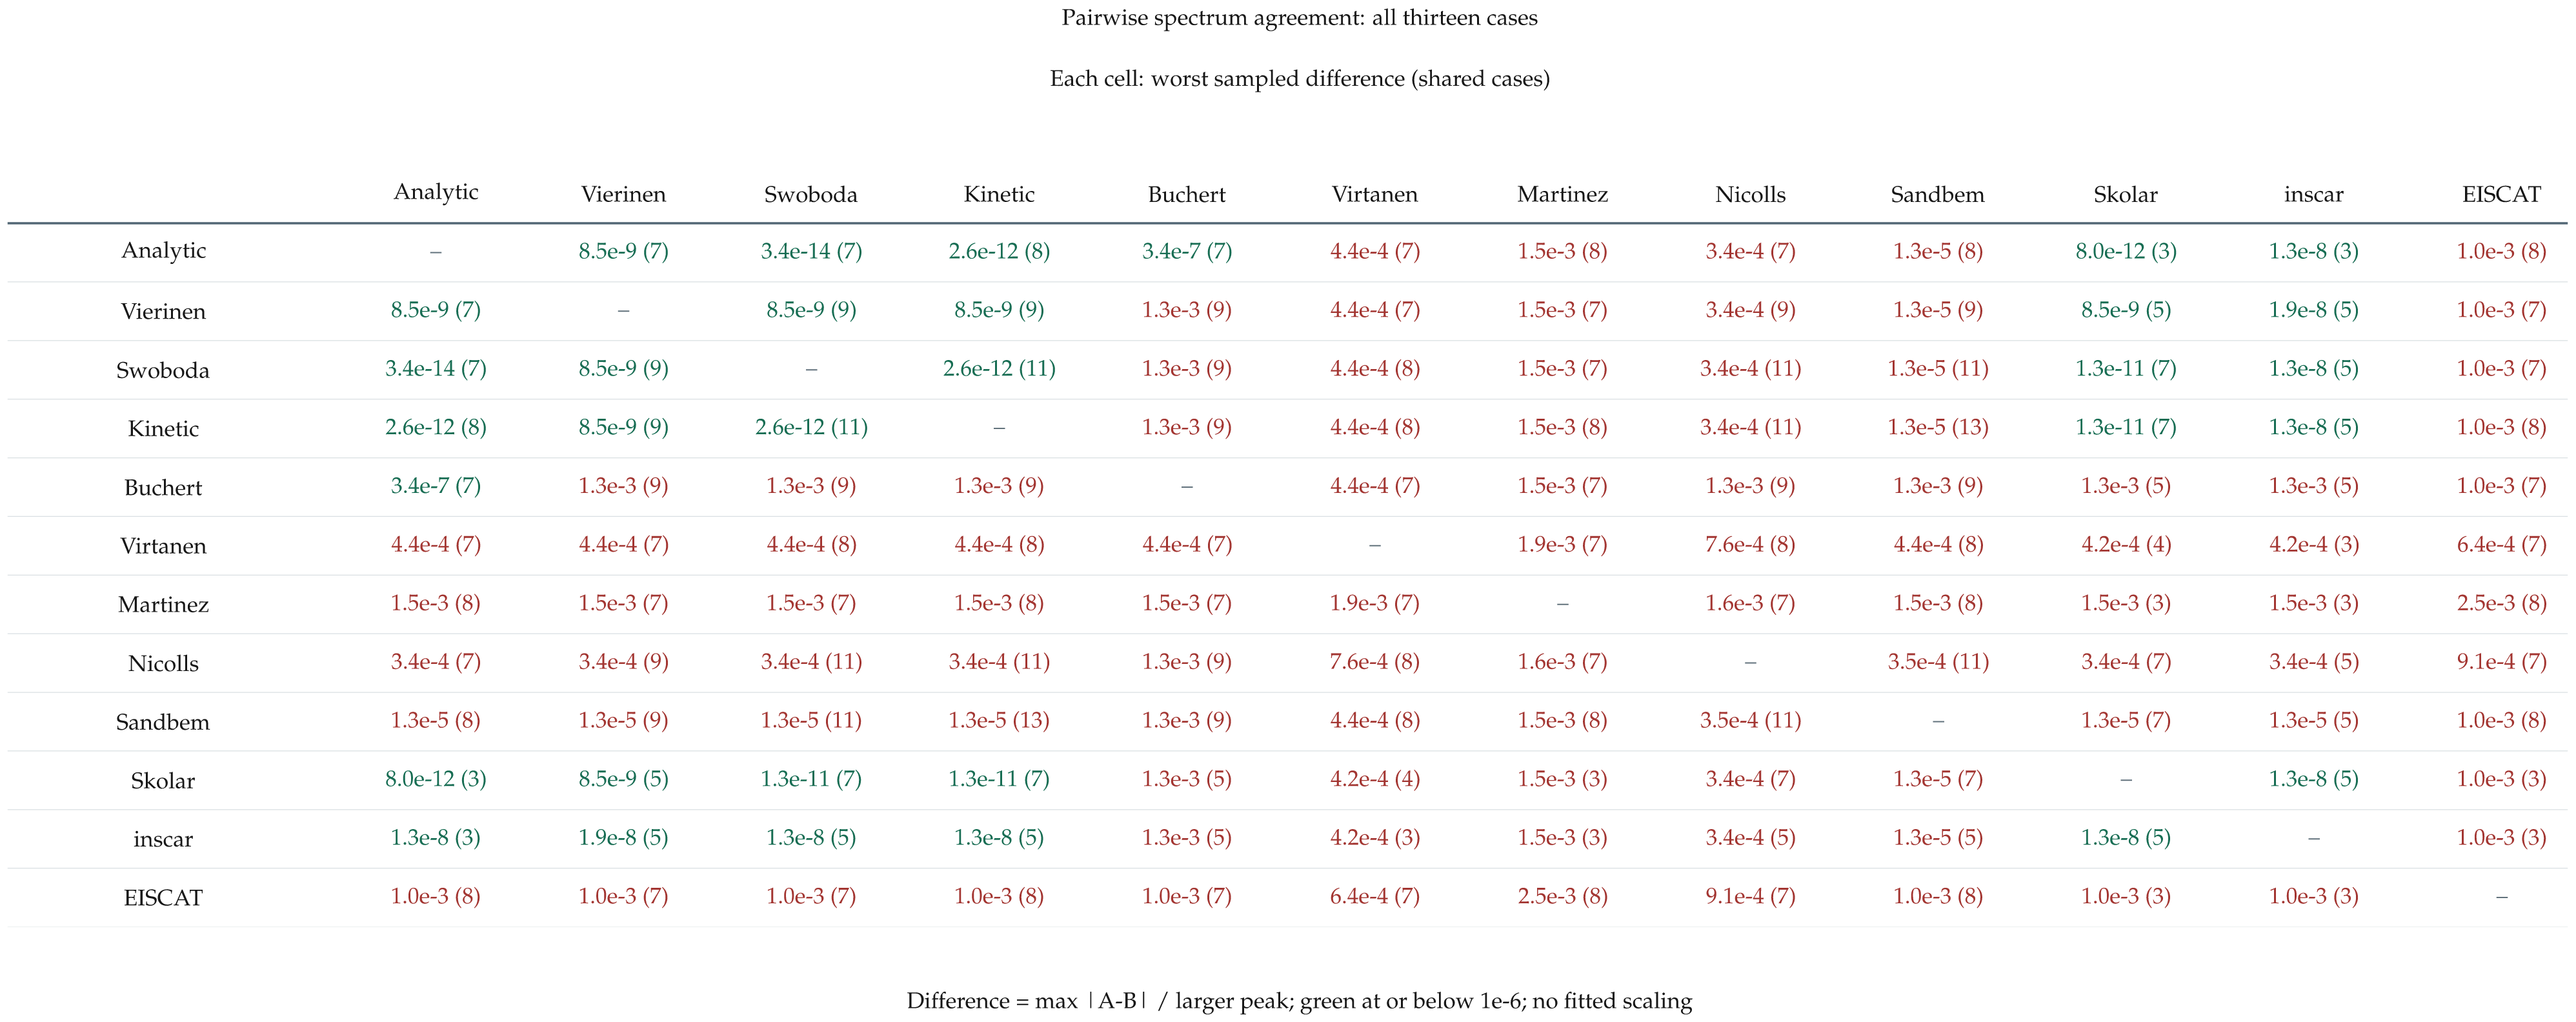 Pairwise spectrum agreement: all thirteen cases
Each cell: worst sampled difference (shared cases)
Analytic Vierinen Swoboda Kinetic Buchert Virtanen Martinez Nicolls Sandbem Skolar inscar EISCAT
Analytic – 8.5e-9 (7) 3.4e-14 (7) 2.6e-12 (8) 3.4e-7 (7) 4.4e-4 (7) 1.5e-3 (8) 3.4e-4 (7) 1.3e-5 (8) 8.0e-12 (3) 1.3e-8 (3) 1.0e-3 (8)
Vierinen 8.5e-9 (7) – 8.5e-9 (9) 8.5e-9 (9) 1.3e-3 (9) 4.4e-4 (7) 1.5e-3 (7) 3.4e-4 (9) 1.3e-5 (9) 8.5e-9 (5) 1.9e-8 (5) 1.0e-3 (7)
Swoboda 3.4e-14 (7) 8.5e-9 (9) – 2.6e-12 (11) 1.3e-3 (9) 4.4e-4 (8) 1.5e-3 (7) 3.4e-4 (11) 1.3e-5 (11) 1.3e-11 (7) 1.3e-8 (5) 1.0e-3 (7)
Kinetic 2.6e-12 (8) 8.5e-9 (9) 2.6e-12 (11) – 1.3e-3 (9) 4.4e-4 (8) 1.5e-3 (8) 3.4e-4 (11) 1.3e-5 (13) 1.3e-11 (7) 1.3e-8 (5) 1.0e-3 (8)
Buchert 3.4e-7 (7) 1.3e-3 (9) 1.3e-3 (9) 1.3e-3 (9) – 4.4e-4 (7) 1.5e-3 (7) 1.3e-3 (9) 1.3e-3 (9) 1.3e-3 (5) 1.3e-3 (5) 1.0e-3 (7)
Virtanen 4.4e-4 (7) 4.4e-4 (7) 4.4e-4 (8) 4.4e-4 (8) 4.4e-4 (7) – 1.9e-3 (7) 7.6e-4 (8) 4.4e-4 (8) 4.2e-4 (4) 4.2e-4 (3) 6.4e-4 (7)
Martinez 1.5e-3 (8) 1.5e-3 (7) 1.5e-3 (7) 1.5e-3 (8) 1.5e-3 (7) 1.9e-3 (7) – 1.6e-3 (7) 1.5e-3 (8) 1.5e-3 (3) 1.5e-3 (3) 2.5e-3 (8)
Nicolls 3.4e-4 (7) 3.4e-4 (9) 3.4e-4 (11) 3.4e-4 (11) 1.3e-3 (9) 7.6e-4 (8) 1.6e-3 (7) – 3.5e-4 (11) 3.4e-4 (7) 3.4e-4 (5) 9.1e-4 (7)
Sandbem 1.3e-5 (8) 1.3e-5 (9) 1.3e-5 (11) 1.3e-5 (13) 1.3e-3 (9) 4.4e-4 (8) 1.5e-3 (8) 3.5e-4 (11) – 1.3e-5 (7) 1.3e-5 (5) 1.0e-3 (8)
Skolar 8.0e-12 (3) 8.5e-9 (5) 1.3e-11 (7) 1.3e-11 (7) 1.3e-3 (5) 4.2e-4 (4) 1.5e-3 (3) 3.4e-4 (7) 1.3e-5 (7) – 1.3e-8 (5) 1.0e-3 (3)
inscar 1.3e-8 (3) 1.9e-8 (5) 1.3e-8 (5) 1.3e-8 (5) 1.3e-3 (5) 4.2e-4 (3) 1.5e-3 (3) 3.4e-4 (5) 1.3e-5 (5) 1.3e-8 (5) – 1.0e-3 (3)
EISCAT 1.0e-3 (8) 1.0e-3 (7) 1.0e-3 (7) 1.0e-3 (8) 1.0e-3 (7) 6.4e-4 (7) 2.5e-3 (8) 9.1e-4 (7) 1.0e-3 (8) 1.0e-3 (3) 1.0e-3 (3) –
Difference = max |A-B| / larger peak; green at or below 1e-6; no fitted scaling